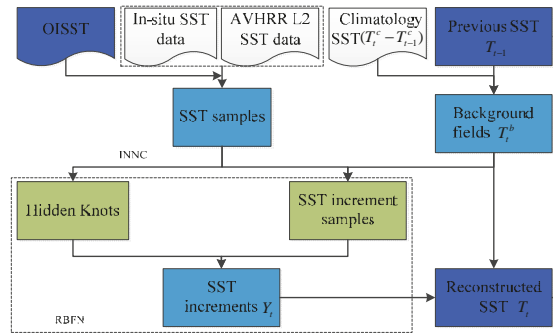 OISST
In-situ SST
data
AVHRR L2
SST data
Climatology
SST(T_t^c − T_{t−1}^c)
Previous SST
T_{t−1}
SST samples
Background
fields T_t^b
INNC
Hidden Knots
SST increment
samples
SST
increments Y_t
Reconstructed
SST T_t
RBFN